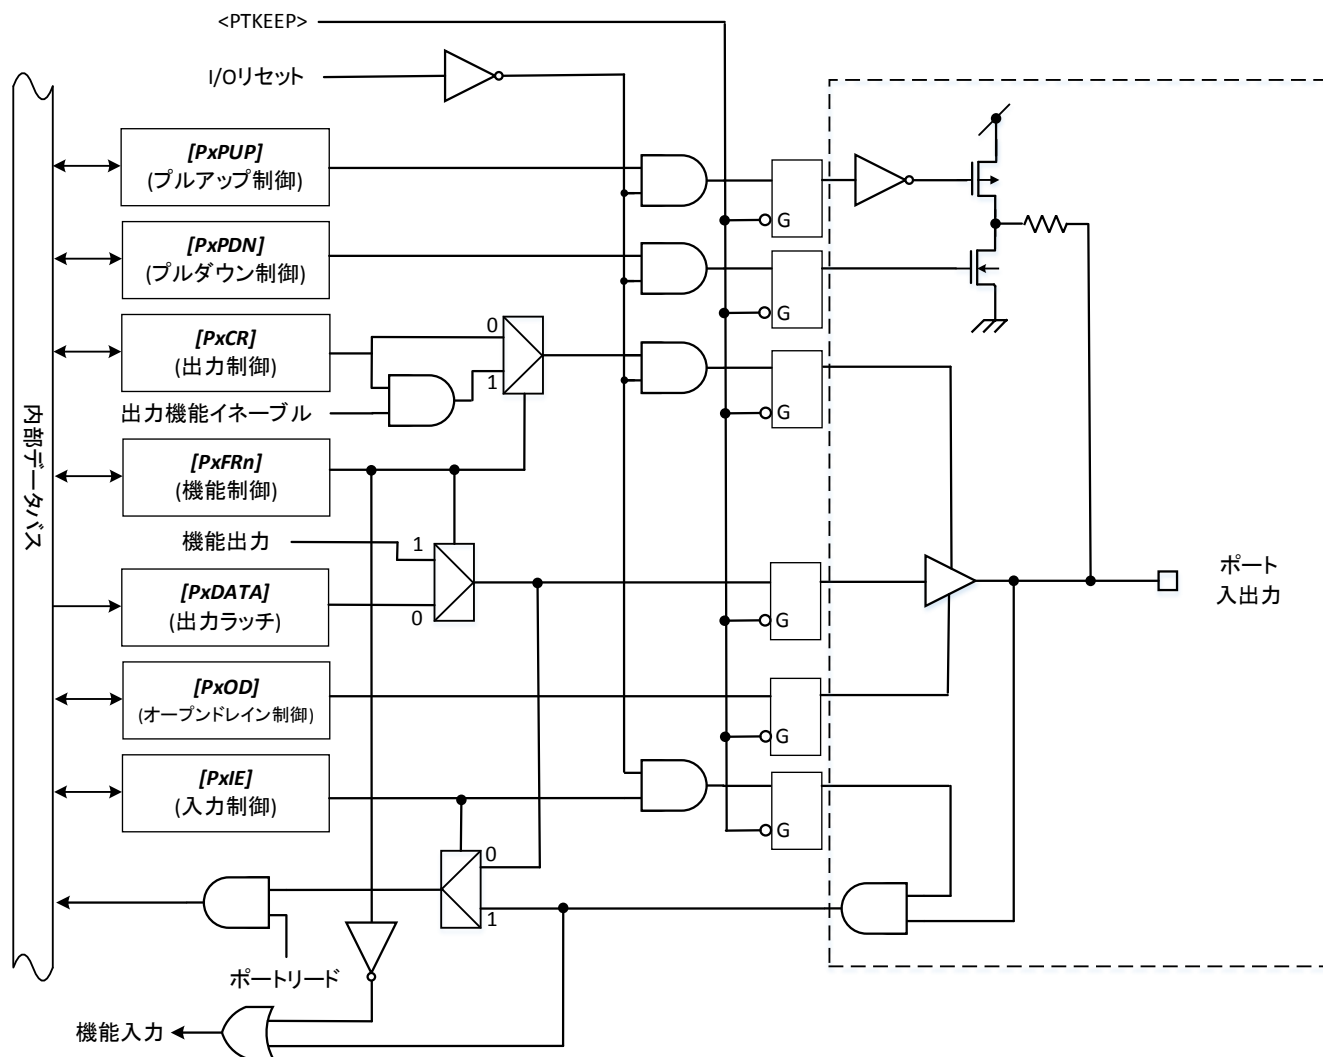 <PTKEEP>
I/Oリセット
[PxPUP]
(プルアップ制御)
G
[PxPDN]
(プルダウン制御)
G
[PxCR]
(出力制御)
0
1
G
出力機能イネーブル
内部データバス
[PxFRn]
(機能制御)
機能出力
1
0
[PxDATA]
(出力ラッチ)
G
ポート
入出力
[PxOD]
(オープンドレイン制御)
G
[PxIE]
(入力制御)
G
0
1
ポートリード
機能入力